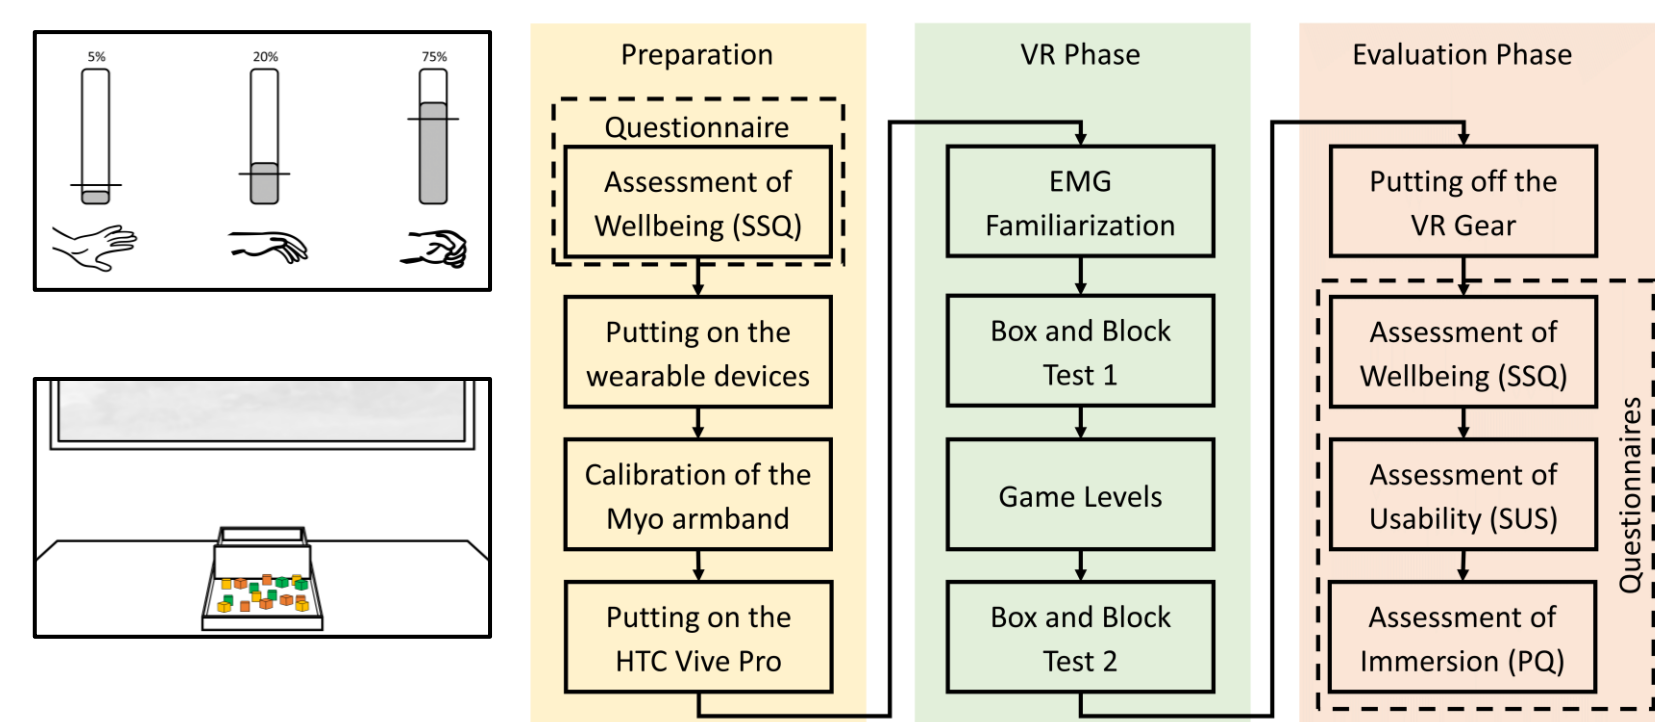 5%
20%
75%
Preparation
Questionnaire
Assessment of
Wellbeing (SSQ)
Putting on the
wearable devices
Calibration of the
Myo armband
Putting on the
HTC Vive Pro
VR Phase
EMG
Familiarization
Box and Block
Test 1
Game Levels
Box and Block
Test 2
Evaluation Phase
Putting off the
VR Gear
Assessment of
Wellbeing (SSQ)
Assessment of
Usability (SUS)
Assessment of
Immersion (PQ)
Questionnaires